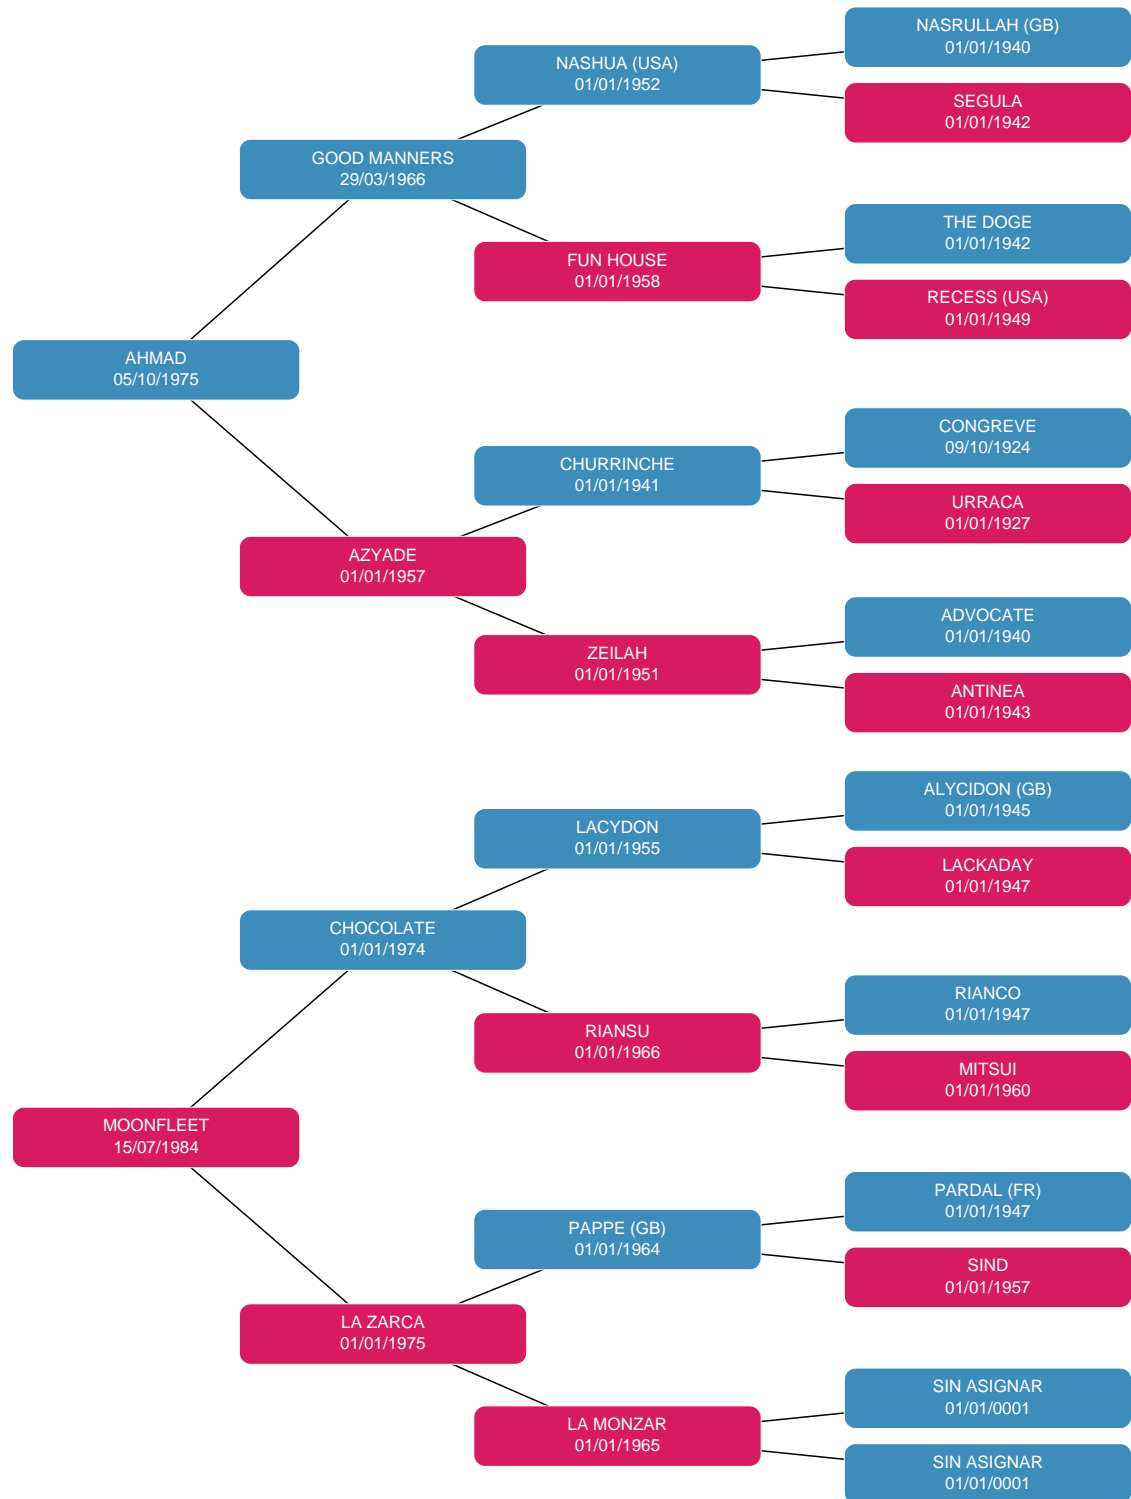 NASRULLAH (GB)
01/01/1940
NASHUA (USA)
01/01/1952
SEGULA
01/01/1942
GOOD MANNERS
29/03/1966
THE DOGE
01/01/1942
FUN HOUSE
01/01/1958
RECESS (USA)
01/01/1949
AHMAD
05/10/1975
CONGREVE
09/10/1924
CHURRINCHE
01/01/1941
URRACA
01/01/1927
AZYADE
01/01/1957
ADVOCATE
01/01/1940
ZEILAH
01/01/1951
ANTINEA
01/01/1943
ALYCIDON (GB)
01/01/1945
LACYDON
01/01/1955
LACKADAY
01/01/1947
CHOCOLATE
01/01/1974
RIANCO
01/01/1947
RIANSU
01/01/1966
MITSUI
01/01/1960
MOONFLEET
15/07/1984
PARDAL (FR)
01/01/1947
PAPPE (GB)
01/01/1964
SIND
01/01/1957
LA ZARCA
01/01/1975
SIN ASIGNAR
01/01/0001
LA MONZAR
01/01/1965
SIN ASIGNAR
01/01/0001